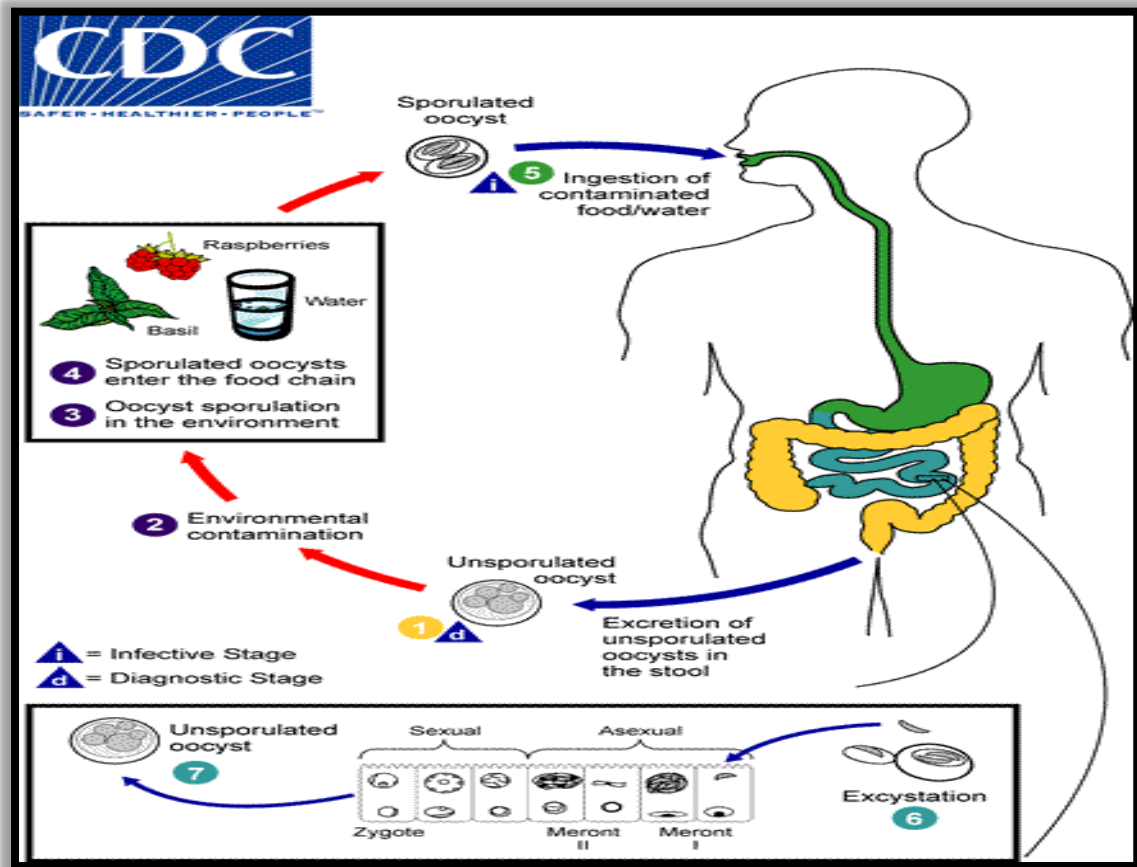 CDC
SAFER·HEALTHIER·PEOPLE™
Sporulated
oocyst
i
5
Ingestion of
contaminated
food/water
Raspberries
Water
Basil
4 Sporulated oocysts
enter the food chain
3 Oocyst sporulation
in the environment
2 Environmental
contamination
Unsporulated
oocyst
1 d
Excretion of
unsporulated
oocysts in
the stool
i = Infective Stage
d = Diagnostic Stage
Unsporulated
oocyst
7
Sexual
Asexual
Zygote
Meront
II
Meront
I
Excystation
6